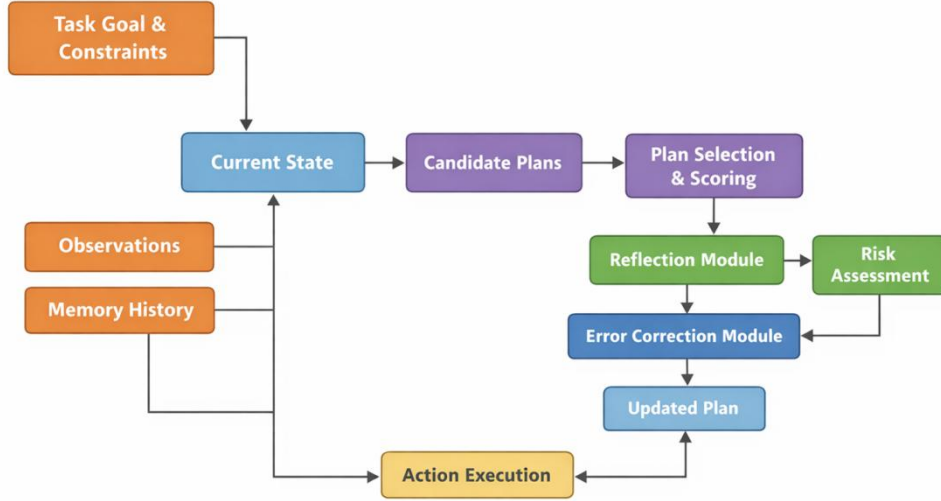 Task Goal &
Constraints
Current State
Candidate Plans
Plan Selection
& Scoring
Observations
Reflection Module
Risk
Assessment
Memory History
Error Correction Module
Updated Plan
Action Execution